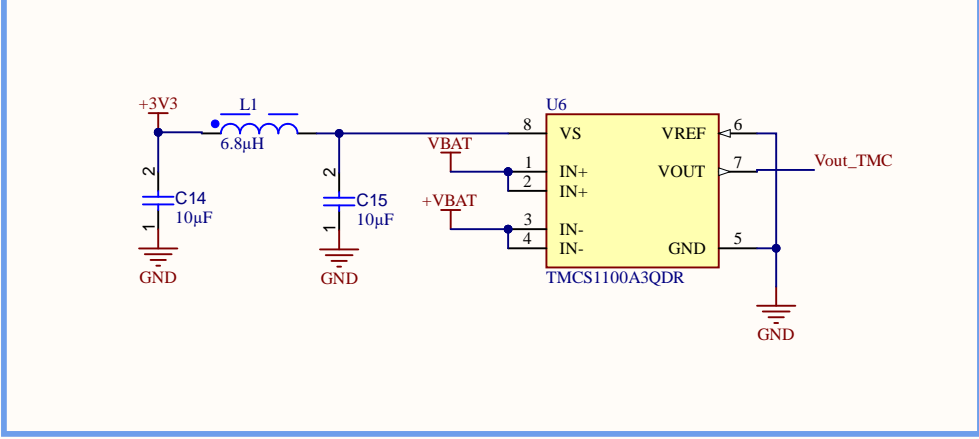 +3V3
L1
6.8µH
2
C14
10µF
1
GND
2
C15
10µF
1
GND
VBAT
+VBAT
U6
8 VS
1 IN+
2 IN+
3 IN-
4 IN-
VREF 6
VOUT 7
GND 5
TMCS1100A3QDR
Vout_TMC
GND